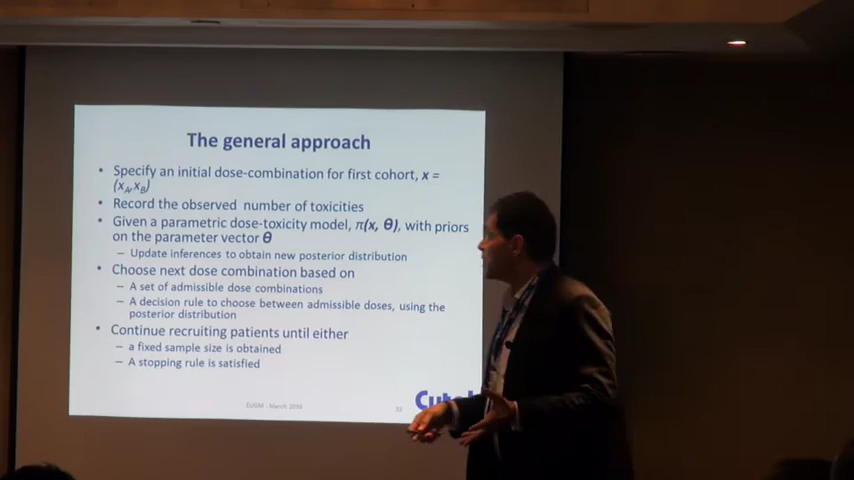 The general approach
• Specify an initial dose-combination for first cohort, x =
(xA,xB)
• Record the observed number of toxicities
• Given a parametric dose-toxicity model, π(x, θ), with priors
on the parameter vector θ
– Update inferences to obtain new posterior distribution
• Choose next dose combination based on
– A set of admissible dose combinations
– A decision rule to choose between admissible doses, using the
posterior distribution
• Continue recruiting patients until either
– a fixed sample size is obtained
– A stopping rule is satisfied
EUGM - March 2016